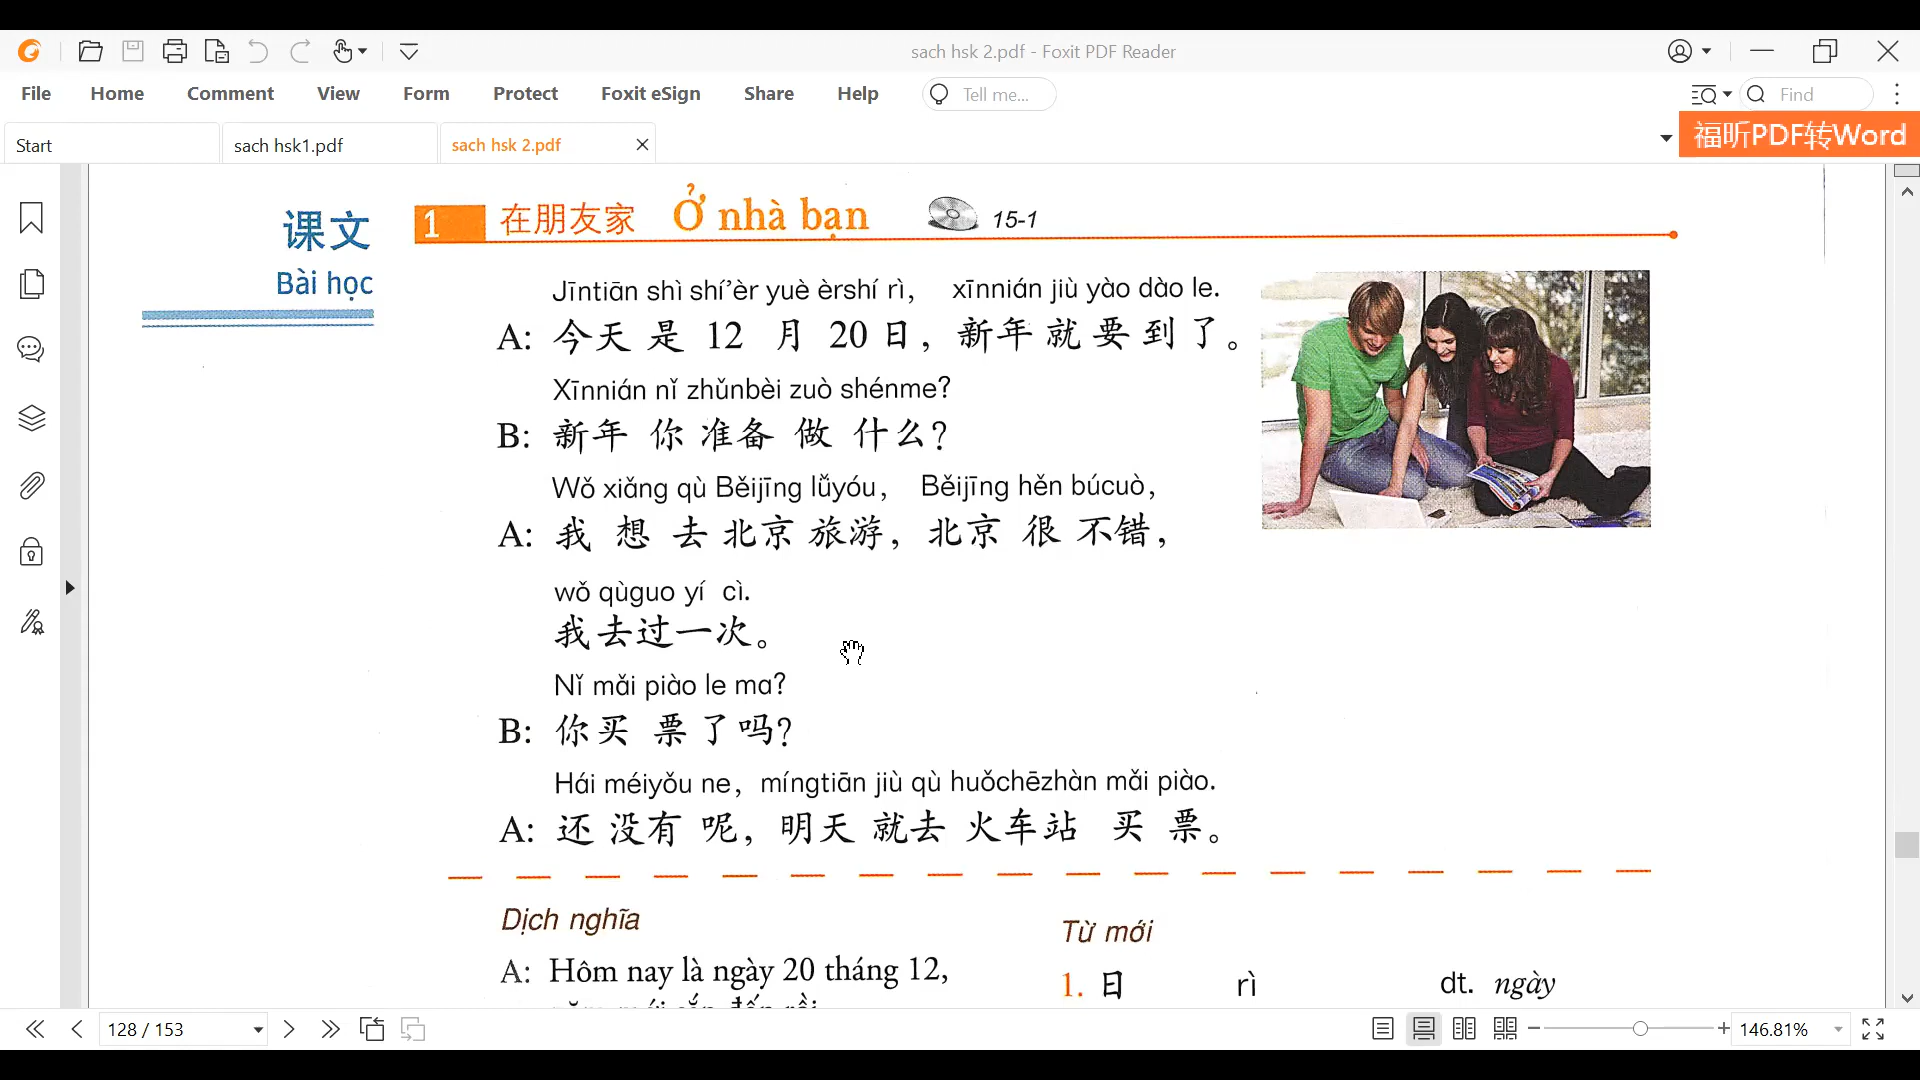 sach hsk 2.pdf - Foxit PDF Reader
File Home Comment View Form Protect Foxit eSign Share Help Tell me... Find
Start sach hsk1.pdf sach hsk 2.pdf 福昕PDF转Word
课文
Bài học
1 在朋友家 Ở nhà bạn 15-1
Jīntiān shì shí’èr yuè èrshí rì, xīnnián jiù yào dào le.
A: 今天是 12 月 20 日，新年就要到了。
Xīnnián nǐ zhǔnbèi zuò shénme?
B: 新年你准备做什么?
Wǒ xiǎng qù Běijīng lǚyóu, Běijīng hěn búcuò,
A: 我想去北京旅游，北京很不错，
wǒ qùguo yí cì.
我去过一次。
Nǐ mǎi piào le ma?
B: 你买票了吗?
Hái méiyǒu ne, míngtiān jiù qù huǒchēzhàn mǎi piào.
A: 还没有呢，明天就去火车站买票。
Dịch nghĩa
A: Hôm nay là ngày 20 tháng 12,
Từ mới
1. 日 rì dt. ngày
128 / 153 146.81%